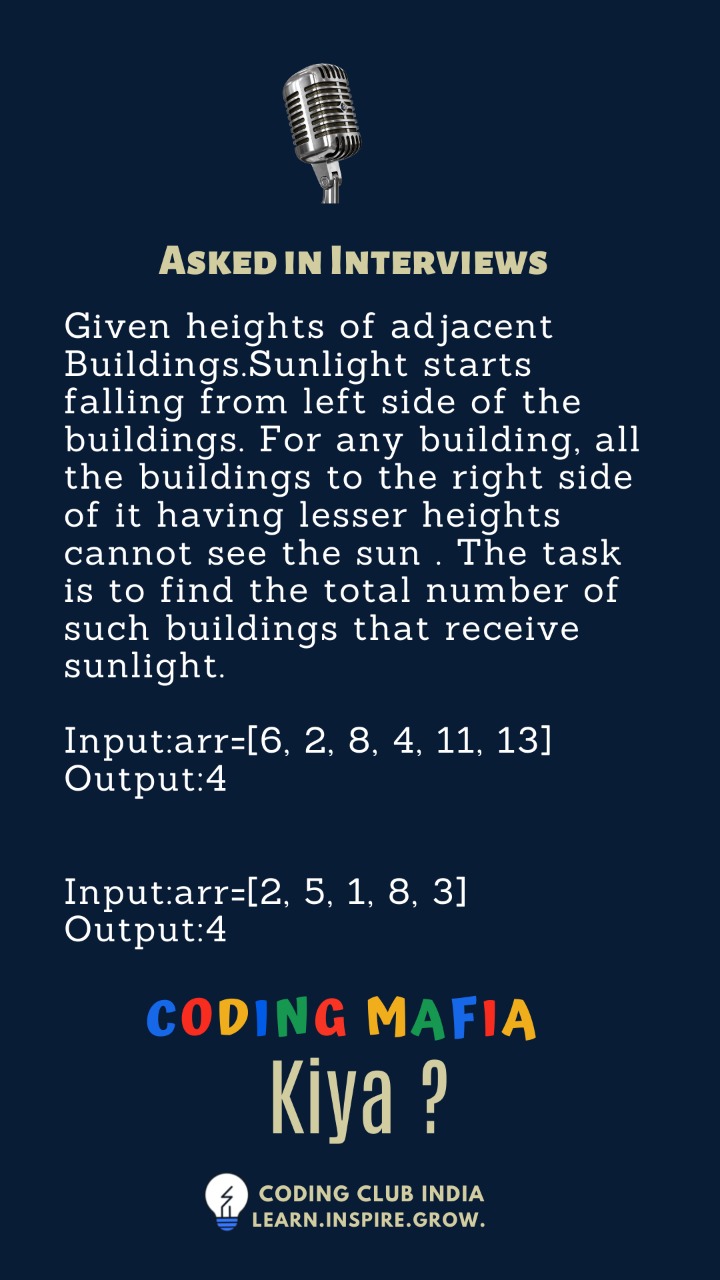 Asked in Interviews
Given heights of adjacent
Buildings.Sunlight starts
falling from left side of the
buildings. For any building, all
the buildings to the right side
of it having lesser heights
cannot see the sun . The task
is to find the total number of
such buildings that receive
sunlight.
Input:arr=[6, 2, 8, 4, 11, 13]
Output:4
Input:arr=[2, 5, 1, 8, 3]
Output:4
CODING MAFIA
Kiya ?
CODING CLUB INDIA
LEARN.INSPIRE.GROW.